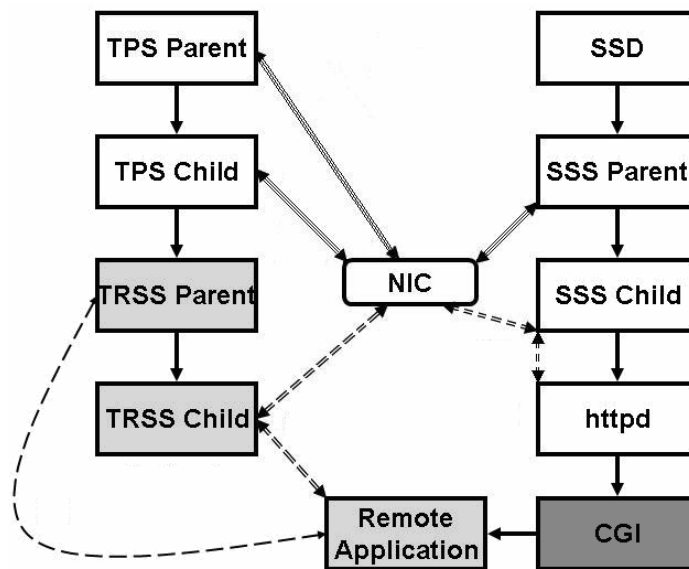 TPS Parent
SSD
TPS Child
SSS Parent
TRSS Parent
NIC
SSS Child
TRSS Child
httpd
Remote
Application
CGI